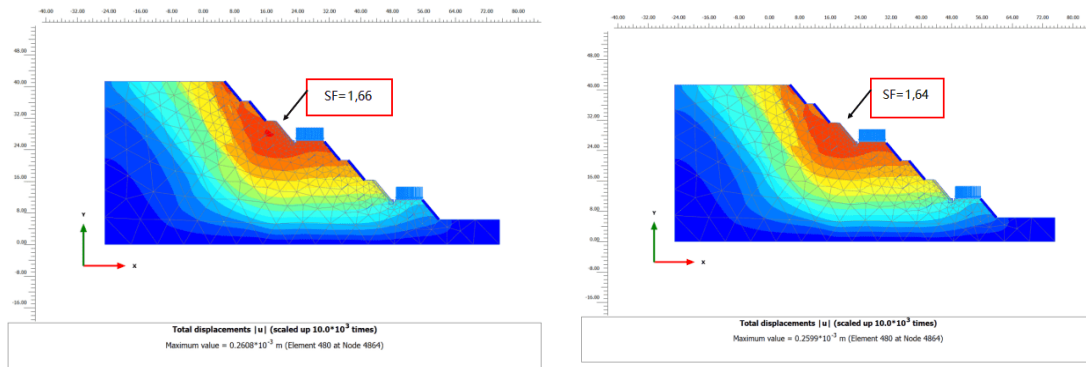 -40.00 -32.00 -24.00 -16.00 -8.00 0.00 8.00 16.00 24.00 32.00 40.00 48.00 56.00 64.00 72.00 80.00
48.00
40.00
32.00
24.00
16.00
8.00
0.00
-8.00
-16.00
SF=1,66
Y
X
Total displacements |u| (scaled up 10.0*10³ times)
Maximum value = 0.2608*10⁻³ m (Element 480 at Node 4864)
-40.00 -32.00 -24.00 -16.00 -8.00 0.00 8.00 16.00 24.00 32.00 40.00 48.00 56.00 64.00 72.00 80.00
48.00
40.00
32.00
24.00
16.00
8.00
0.00
-8.00
-16.00
SF=1,64
Y
X
Total displacements |u| (scaled up 10.0*10³ times)
Maximum value = 0.2599*10⁻³ m (Element 480 at Node 4864)